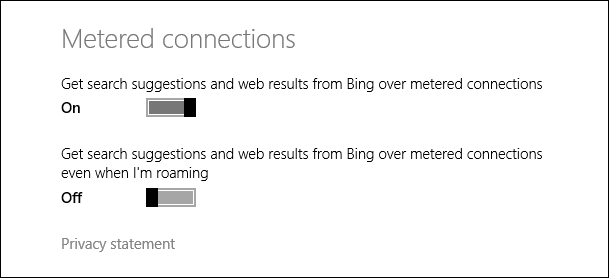 Metered connections
Get search suggestions and web results from Bing over metered connections
On
Get search suggestions and web results from Bing over metered connections
even when I'm roaming
Off
Privacy statement